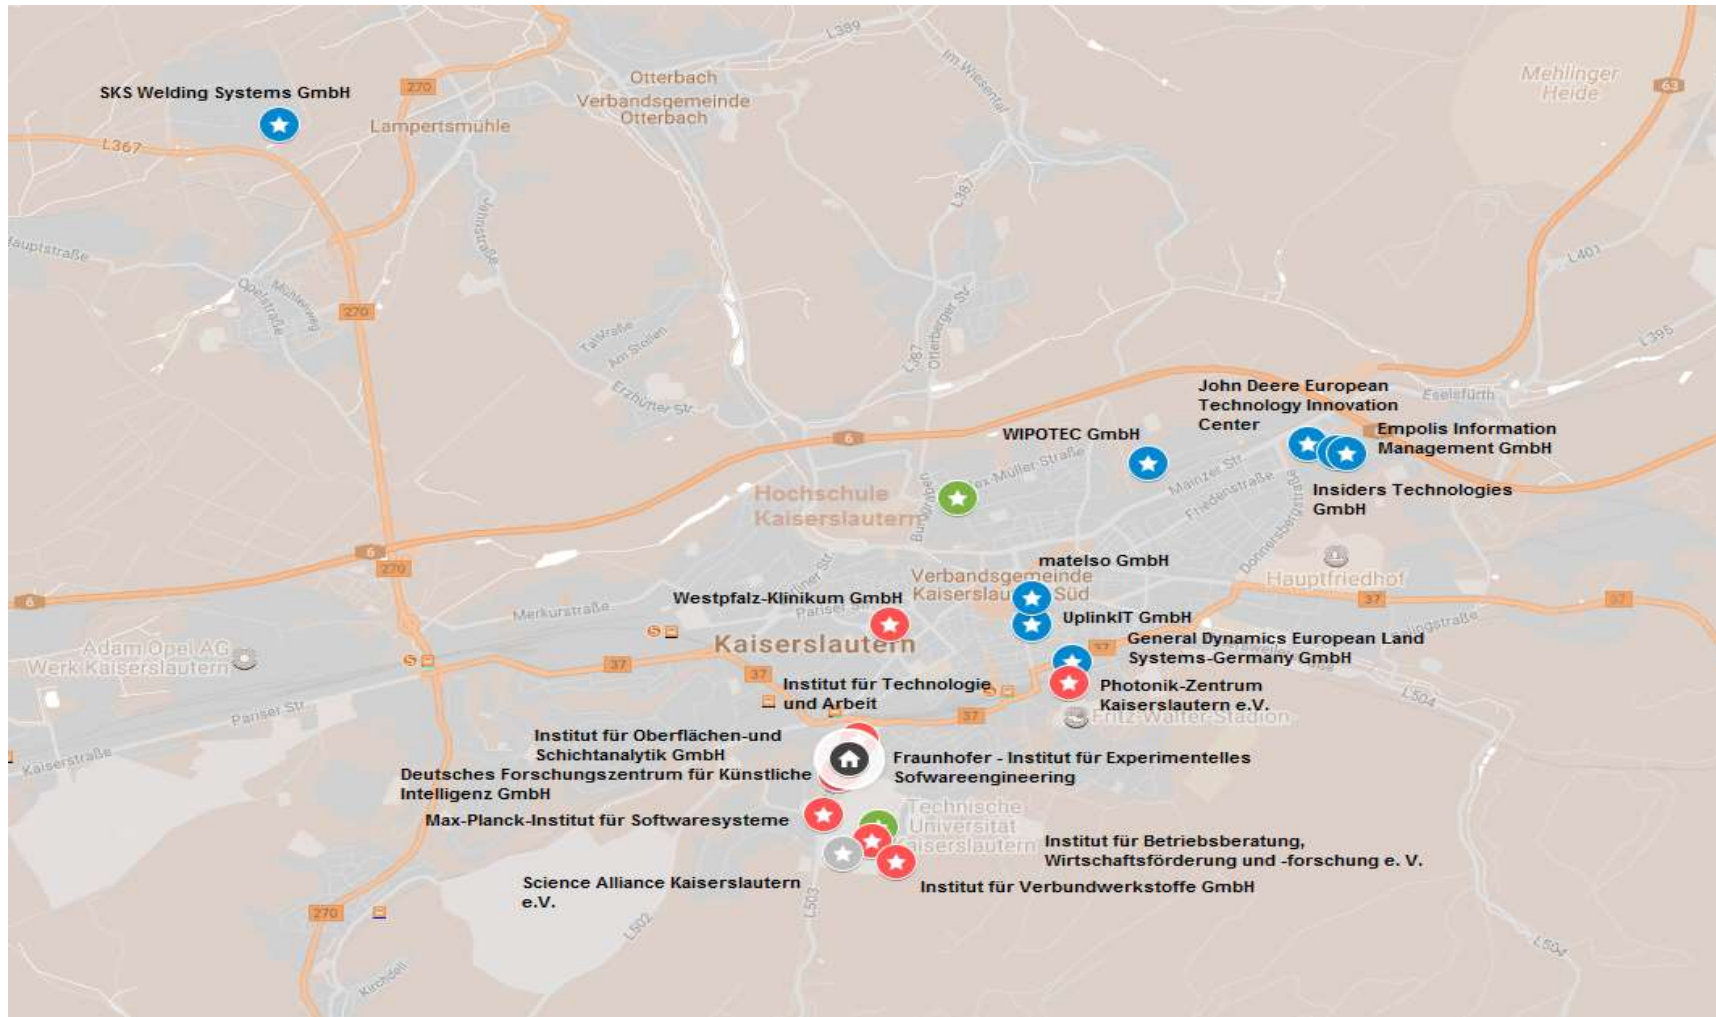 L389
Im Wiesental
Otterbach
Verbandsgemeinde
Otterbach
Mehlinger
Heide
63
270
SKS Welding Systems GmbH
Lampertsmühle
L367
L387
Jahnstraße
Hauptstraße
Opelstraße
Mühlweg
270
L401
Talstraße
Am Stollen
Erzhütter Str.
L387
Otterberger Str.
L395
Eselsfürth
John Deere European
Technology Innovation
Center
Empolis Information
Management GmbH
WIPOTEC GmbH
6
Mainzer Str.
Friedenstraße
Hochschule
Kaiserslautern
Burggraben
Insiders Technologies
GmbH
Donnersbergstraße
6
270
matelso GmbH
Verbandsgemeinde
Kaiserslautern Süd
Hauptfriedhof
6
37
37
Merkurstraße
Pariser Str.
Westpfalz-Klinikum GmbH
UplinkIT GmbH
Kaiserslautern
General Dynamics European Land
Systems-Germany GmbH
37
Adam Opel AG
Werk Kaiserslautern
S
S
37
37
Institut für Technologie
und Arbeit
S
Photonik-Zentrum
Kaiserslautern e.V.
L504
Pariser Str.
37
Fritz-Walter-Stadion
Kaiserstraße
Institut für Oberflächen-und
Schichtanalytik GmbH
Fraunhofer - Institut für Experimentelles
Sofwareengineering
Deutsches Forschungszentrum für Künstliche
Intelligenz GmbH
Max-Planck-Institut für Softwaresysteme
Technische
Universität
Kaiserslautern
Institut für Betriebsberatung,
Wirtschaftsförderung und -forschung e. V.
Science Alliance Kaiserslautern
e.V.
Institut für Verbundwerkstoffe GmbH
L503
270
L502
L504
Kirchdell